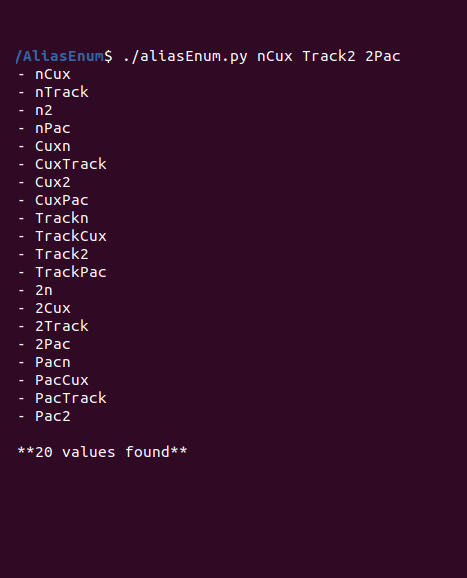 /AliasEnum$ ./aliasEnum.py nCux Track2 2Pac
- nCux
- nTrack
- n2
- nPac
- Cuxn
- CuxTrack
- Cux2
- CuxPac
- Trackn
- TrackCux
- Track2
- TrackPac
- 2n
- 2Cux
- 2Track
- 2Pac
- Pacn
- PacCux
- PacTrack
- Pac2
**20 values found**